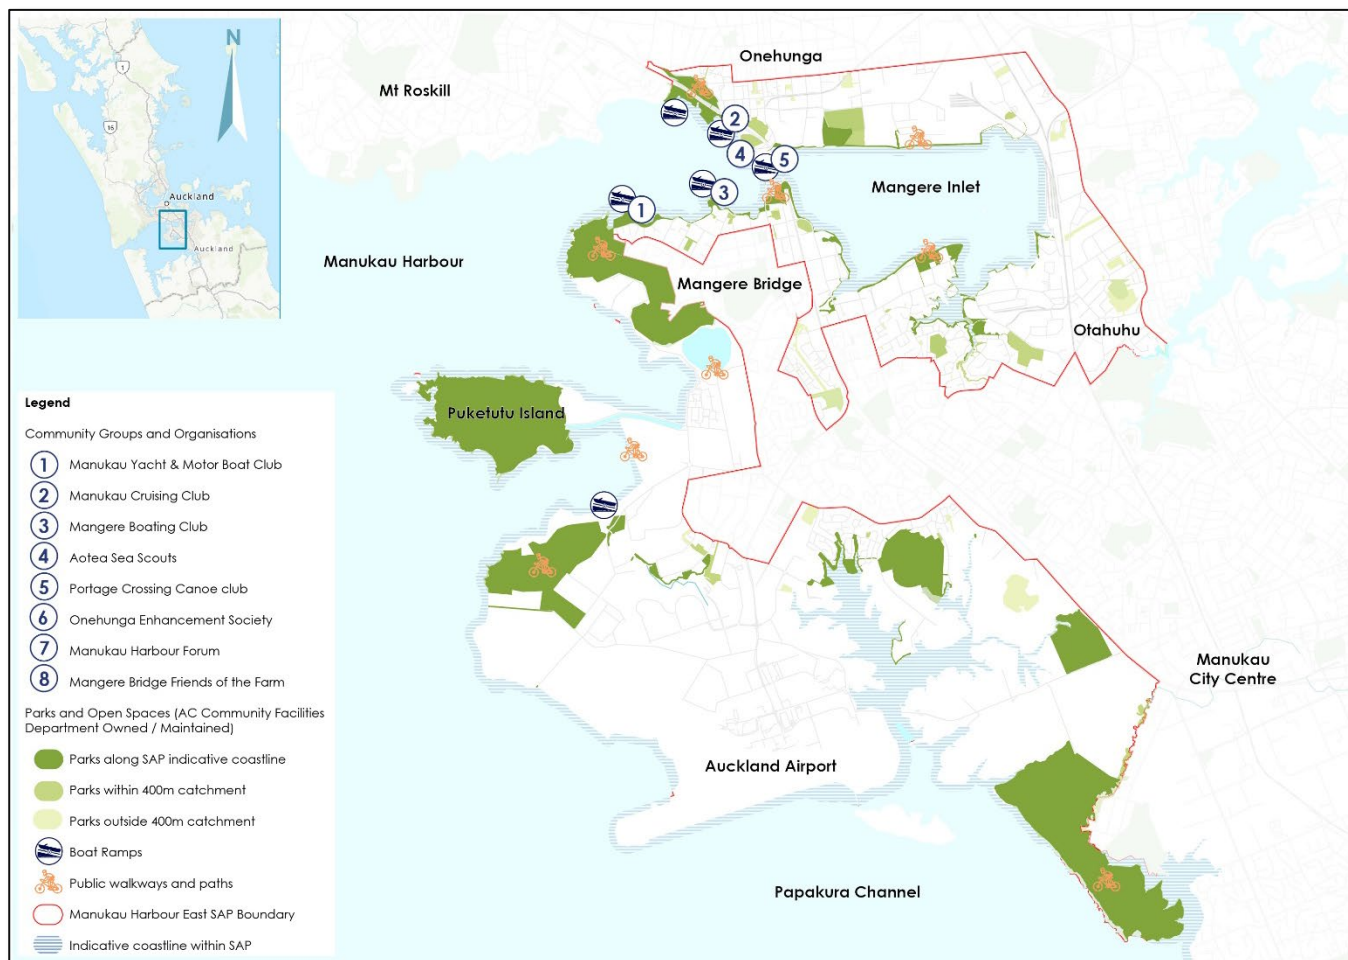 N
1
16
Auckland
Auckland
Onehunga
Mt Roskill
2
4
5
Mangere Inlet
3
1
Manukau Harbour
Mangere Bridge
Otahuhu
Puketutu Island
Manukau
City Centre
Auckland Airport
Papakura Channel
Legend
Community Groups and Organisations
1 Manukau Yacht & Motor Boat Club
2 Manukau Cruising Club
3 Mangere Boating Club
4 Aotea Sea Scouts
5 Portage Crossing Canoe club
6 Onehunga Enhancement Society
7 Manukau Harbour Forum
8 Mangere Bridge Friends of the Farm
Parks and Open Spaces (AC Community Facilities
Department Owned / Maintained)
Parks along SAP indicative coastline
Parks within 400m catchment
Parks outside 400m catchment
Boat Ramps
Public walkways and paths
Manukau Harbour East SAP Boundary
Indicative coastline within SAP